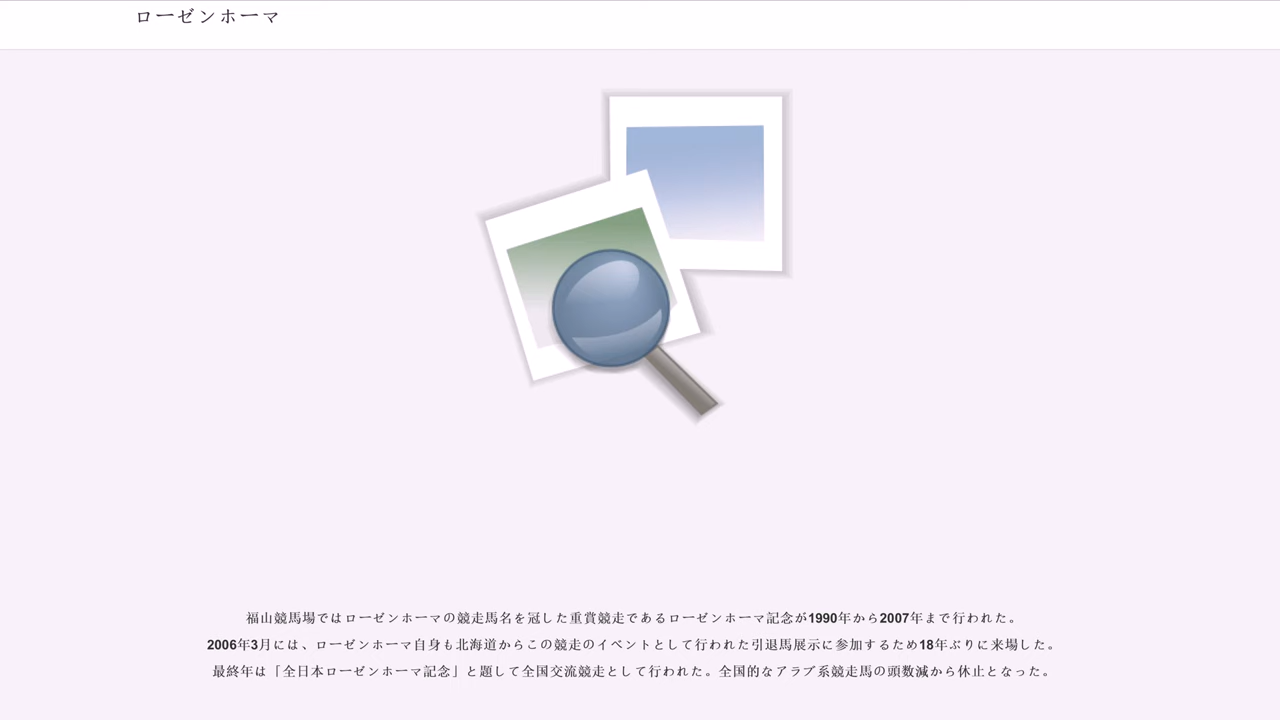 ローゼンホーマ
福山競馬場ではローゼンホーマの競走馬名を冠した重賞競走であるローゼンホーマ記念が1990年から2007年まで行われた。
2006年3月には、ローゼンホーマ自身も北海道からこの競走のイベントとして行われた引退馬展示に参加するため18年ぶりに来場した。
最終年は「全日本ローゼンホーマ記念」と題して全国交流競走として行われた。全国的なアラブ系競走馬の頭数減から休止となった。